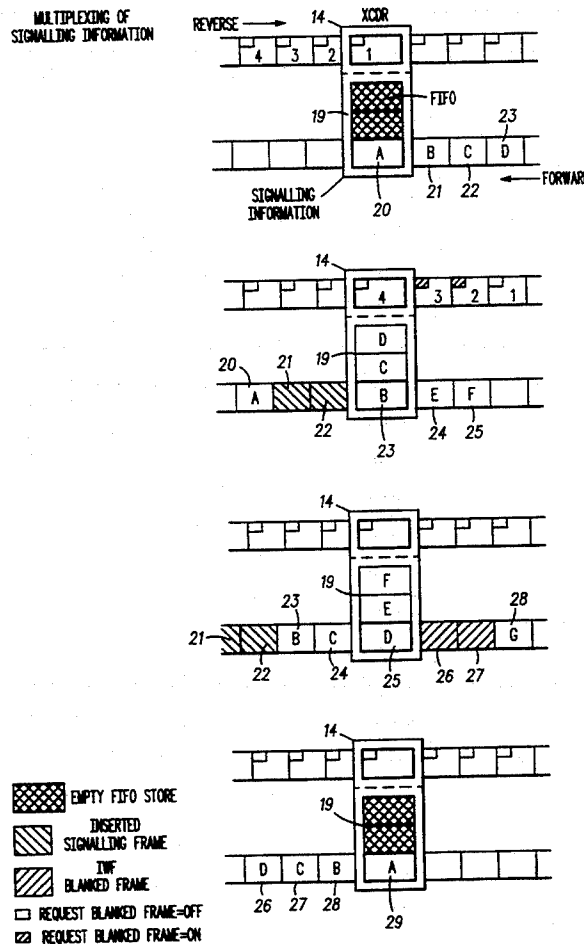 MULTIPLEXING OF
SIGNALLING INFORMATION
REVERSE
14
XCDR
4 3 2 1
19
FIFO
A B C D
23
SIGNALLING
INFORMATION
20 21 22
FORWARD
14
4 3 2 1
D
19
C
20 21
A B E F
22
23 24 25
14
F
19
E
23 28
21 B C D G
22 24 25 26 27
14
19
D C B A
26 27 28 29
EMPTY FIFO STORE
INSERTED
SIGNALLING FRAME
IWF
BLANKED FRAME
REQUEST BLANKED FRAME=OFF
REQUEST BLANKED FRAME=ON